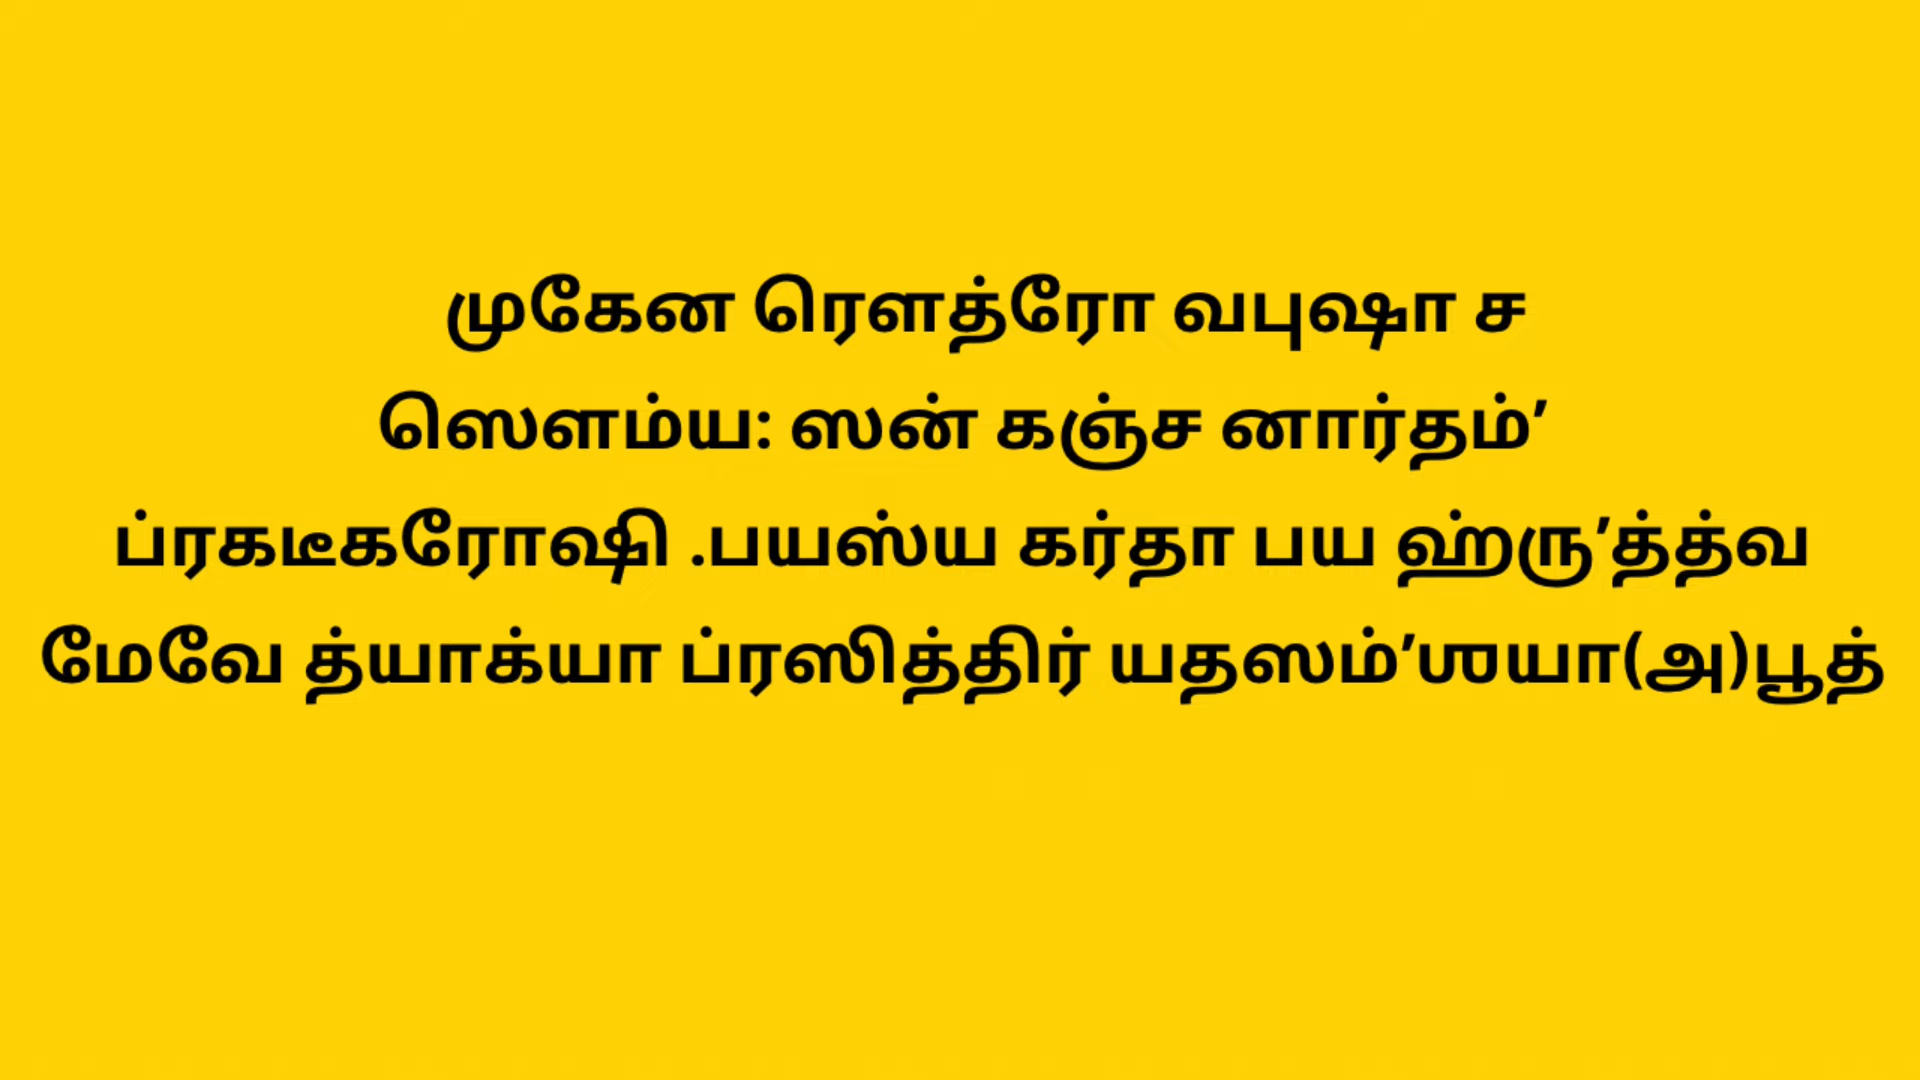 முகேன ரௌத்ரோ வபுஷா ச
ஸௌம்ய: ஸன் கஞ்ச னார்தம்’
ப்ரகடீகரோஷி .பயஸ்ய கர்தா பய ஹ்ரு’த்த்வ
மேவே த்யாக்யா ப்ரஸித்திர் யதஸம்’ஶயா(அ)பூத்